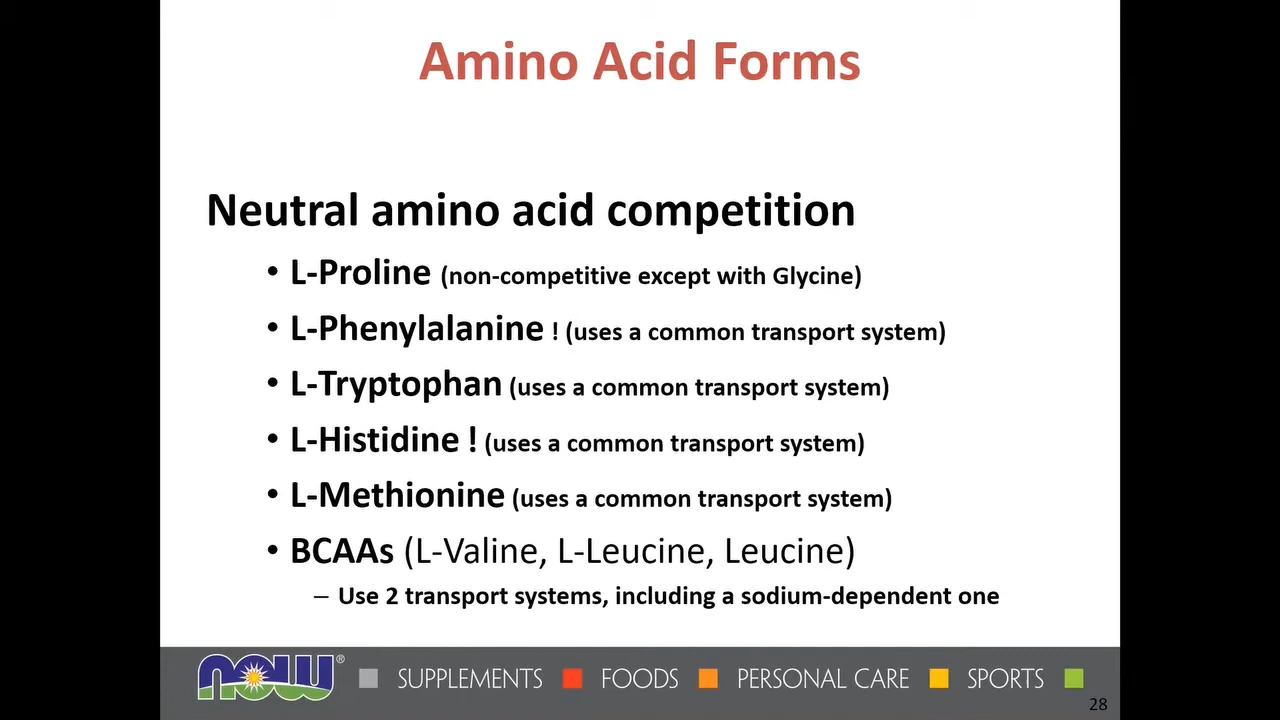 Amino Acid Forms
Neutral amino acid competition
• L-Proline (non-competitive except with Glycine)
• L-Phenylalanine ! (uses a common transport system)
• L-Tryptophan (uses a common transport system)
• L-Histidine ! (uses a common transport system)
• L-Methionine (uses a common transport system)
• BCAAs (L-Valine, L-Leucine, Leucine)
– Use 2 transport systems, including a sodium-dependent one
now® SUPPLEMENTS FOODS PERSONAL CARE SPORTS
28